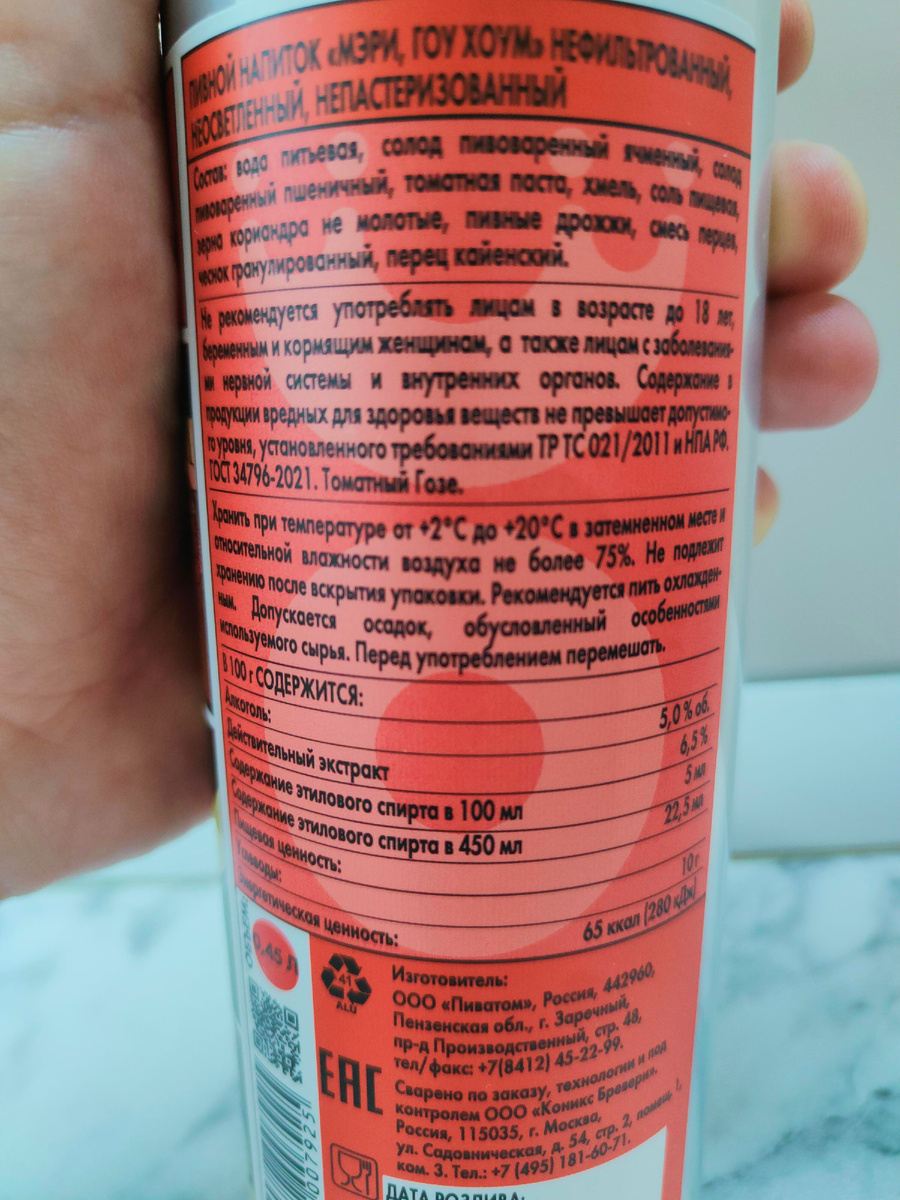 ПИВНОЙ НАПИТОК «МЭРИ, ГОУ ХОУМ» НЕФИЛЬТРОВАННЫЙ,
НЕОСВЕТЛЕННЫЙ, НЕПАСТЕРИЗОВАННЫЙ
Состав: вода питьевая, солод пивоваренный ячменный, солод
пивоваренный пшеничный, томатная паста, хмель, соль пищевая,
зерна кориандра не молотые, пивные дрожжи, смесь перцев,
чеснок гранулированный, перец кайенский.
Не рекомендуется употреблять лицам в возрасте до 18 лет,
беременным и кормящим женщинам, а также лицам с заболевани-
ми нервной системы и внутренних органов. Содержание в
продукции вредных для здоровья веществ не превышает допустимо-
го уровня, установленного требованиями ТР ТС 021/2011 и НПА РФ.
ГОСТ 34796-2021. Томатный Гозе.
Хранить при температуре от +2°С до +20°С в затемненном месте и
относительной влажности воздуха не более 75%. Не подлежит
хранению после вскрытия упаковки. Рекомендуется пить охлажден-
ным. Допускается осадок, обусловленный особенностями
используемого сырья. Перед употреблением перемешать.
В 100 г СОДЕРЖИТСЯ:
Алкоголь: 5,0 % об.
Действительный экстракт 6,5 %
Содержание этилового спирта в 100 мл 5 мл
Содержание этилового спирта в 450 мл 22,5 мл
Пищевая ценность:
Углеводы: 10 г
Энергетическая ценность: 65 ккал (280 кДж)
ОБЪЕМ:
0,45 Л
41
ALU
EAC
Изготовитель:
ООО «Пиватом», Россия, 442960,
Пензенская обл., г. Заречный,
пр-д Производственный, стр. 48,
тел/факс: +7(8412) 45-22-99.
Сварено по заказу, технологии и под
контролем ООО «Коникс Бревери».
Россия, 115035, г. Москва,
ул. Садовническая, д. 54, стр. 2, помещ. 1,
ком. 3. Тел.: +7 (495) 181-60-71.
ДАТА РОЗЛИВА:
007925